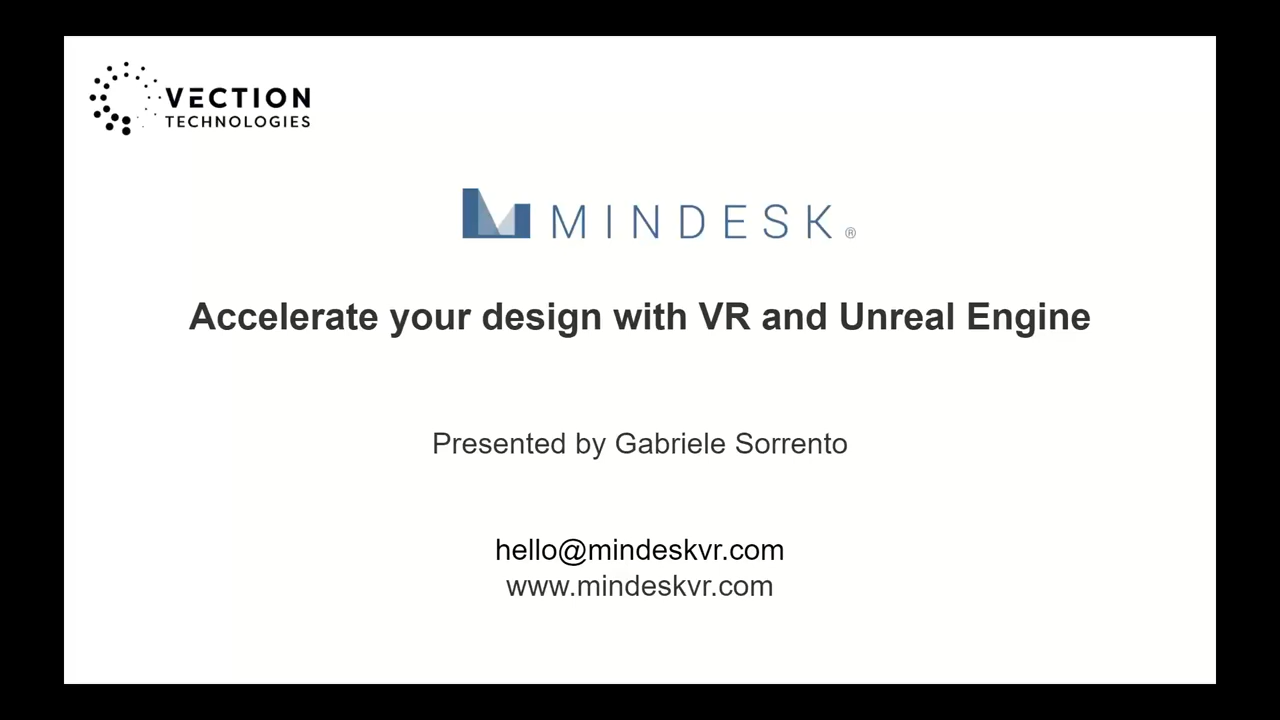 VECTION
TECHNOLOGIES
MINDESK®
Accelerate your design with VR and Unreal Engine
Presented by Gabriele Sorrento
hello@mindeskvr.com
www.mindeskvr.com